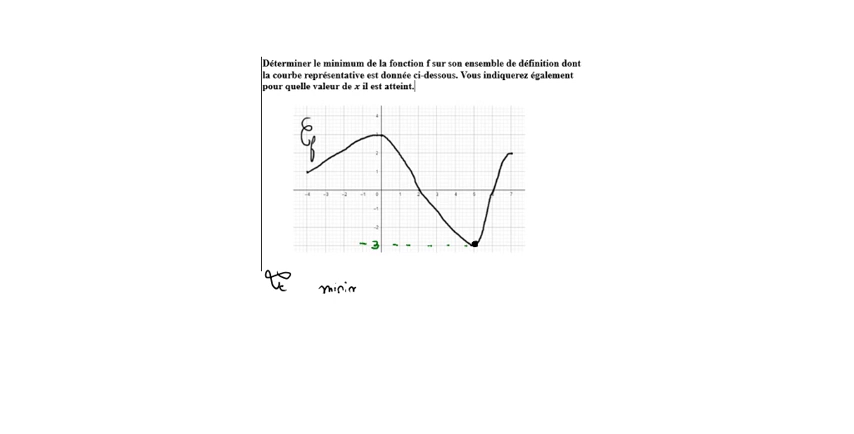 Déterminer le minimum de la fonction f sur son ensemble de définition dont
la courbe représentative est donnée ci-dessous. Vous indiquerez également
pour quelle valeur de x il est atteint.
-3